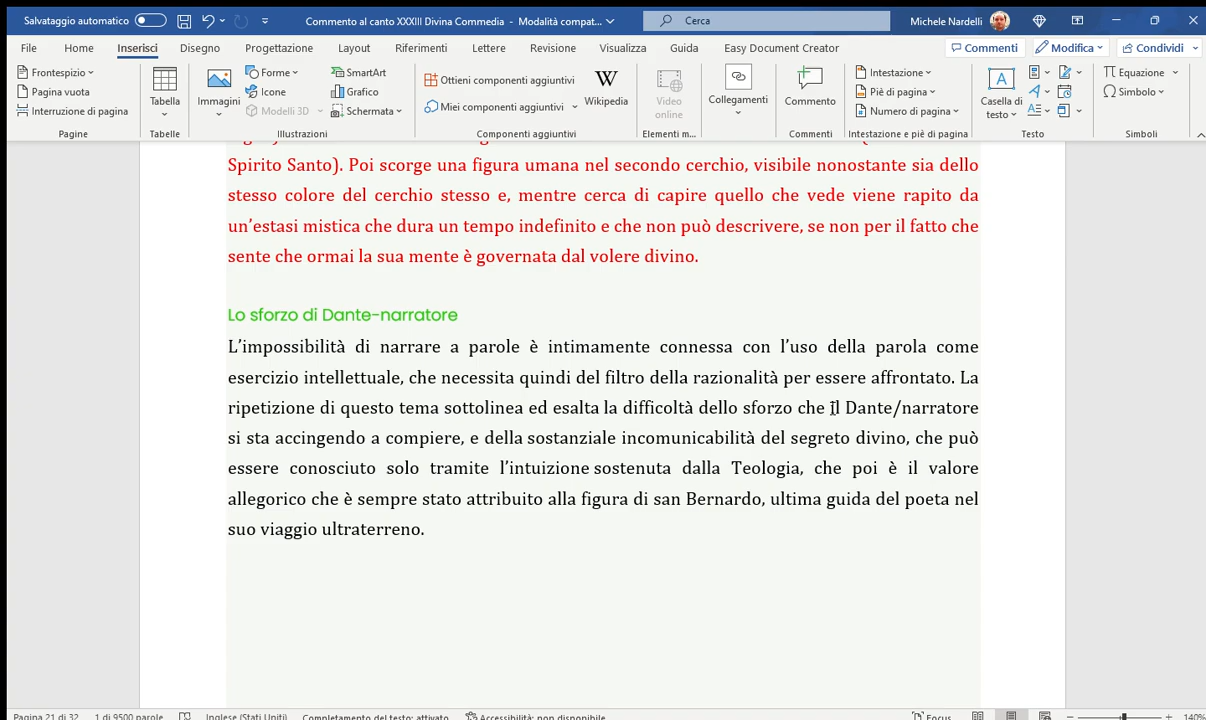 Salvataggio automatico
Commento al canto XXXIII Divina Commedia - Modalità compat...
Cerca
Michele Nardelli
File Home Inserisci Disegno Progettazione Layout Riferimenti Lettere Revisione Visualizza Guida Easy Document Creator
Commenti Modifica Condividi
Frontespizio
Pagina vuota
Interruzione di pagina
Pagine
Tabella
Tabelle
Immagini
Forme
Icone
Modelli 3D
SmartArt
Grafico
Schermata
Illustrazioni
Ottieni componenti aggiuntivi
Miei componenti aggiuntivi
W
Wikipedia
Componenti aggiuntivi
Video
online
Elementi m...
Collegamenti
Commento
Commenti
Intestazione
Piè di pagina
Numero di pagina
Intestazione e piè di pagina
A
Casella di
testo
Testo
Equazione
Simbolo
Simboli
Spirito Santo). Poi scorge una figura umana nel secondo cerchio, visibile nonostante sia dello
stesso colore del cerchio stesso e, mentre cerca di capire quello che vede viene rapito da
un’estasi mistica che dura un tempo indefinito e che non può descrivere, se non per il fatto che
sente che ormai la sua mente è governata dal volere divino.
Lo sforzo di Dante-narratore
L’impossibilità di narrare a parole è intimamente connessa con l’uso della parola come
esercizio intellettuale, che necessita quindi del filtro della razionalità per essere affrontato. La
ripetizione di questo tema sottolinea ed esalta la difficoltà dello sforzo che il Dante/narratore
si sta accingendo a compiere, e della sostanziale incomunicabilità del segreto divino, che può
essere conosciuto solo tramite l’intuizione sostenuta dalla Teologia, che poi è il valore
allegorico che è sempre stato attribuito alla figura di san Bernardo, ultima guida del poeta nel
suo viaggio ultraterreno.
Pagina 21 di 32 1 di 9500 parole Inglese (Stati Uniti) Completamento del testo: attivato Accessibilità: non disponibile Focus 140%